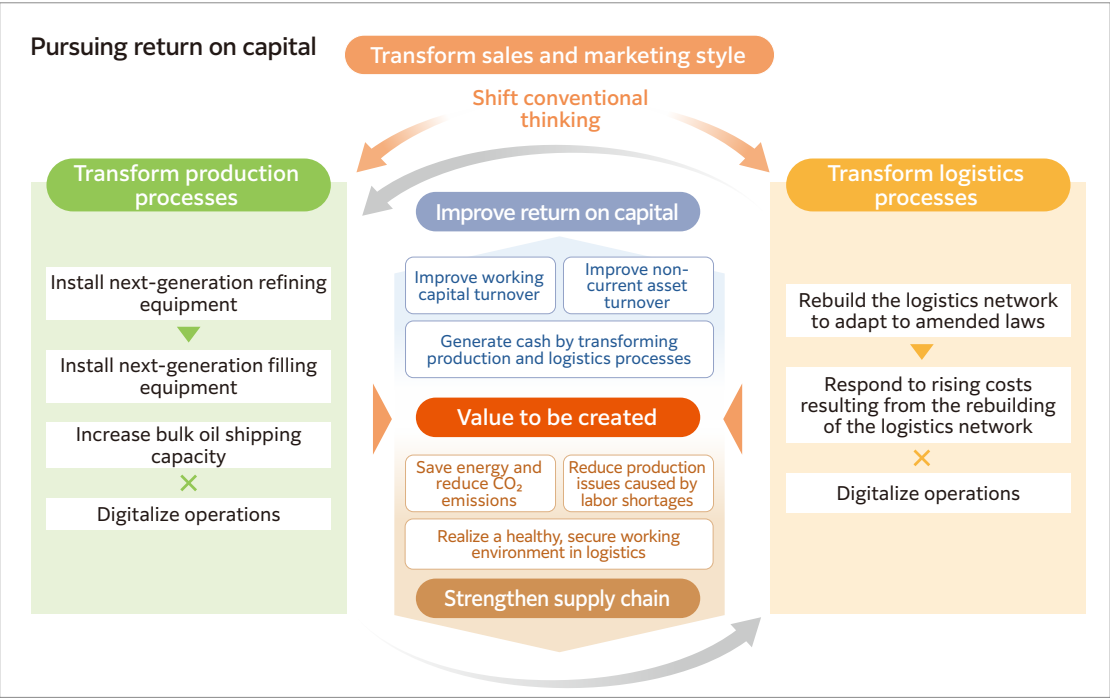 Pursuing return on capital
Transform sales and marketing style
Shift conventional
thinking
Transform production
processes
Install next-generation refining
equipment
Install next-generation filling
equipment
Increase bulk oil shipping
capacity
×
Digitalize operations
Improve return on capital
Improve working
capital turnover
Improve non-
current asset
turnover
Generate cash by transforming
production and logistics processes
Value to be created
Save energy and
reduce CO₂
emissions
Reduce production
issues caused by
labor shortages
Realize a healthy, secure working
environment in logistics
Strengthen supply chain
Transform logistics
processes
Rebuild the logistics network
to adapt to amended laws
Respond to rising costs
resulting from the rebuilding
of the logistics network
×
Digitalize operations